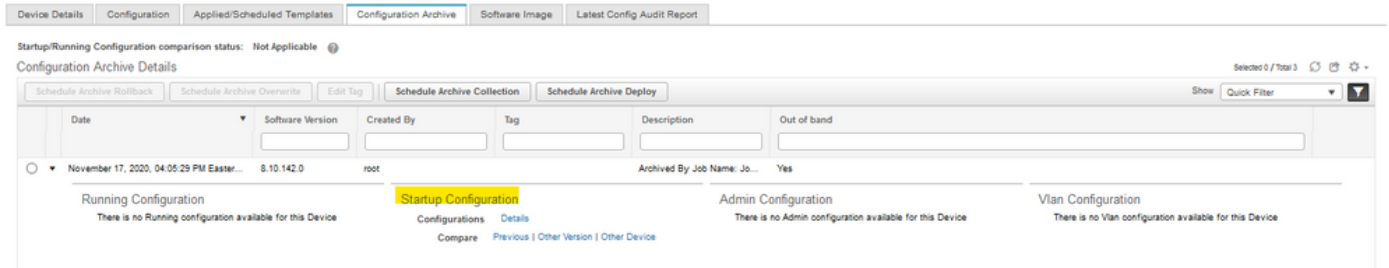 Device Details Configuration Applied/Scheduled Templates Configuration Archive Software Image Latest Config Audit Report
Startup/Running Configuration comparison status: Not Applicable ?
Configuration Archive Details Selected 0 / Total 3
Schedule Archive Rollback Schedule Archive Overwrite Edit Tag Schedule Archive Collection Schedule Archive Deploy Show Quick Filter
Date Software Version Created By Tag Description Out of band
November 17, 2020, 04:05:29 PM Easter... 8.10.142.0 root Archived By Job Name: Jo... Yes
Running Configuration Startup Configuration Admin Configuration Vlan Configuration
There is no Running configuration available for this Device Configurations Details There is no Admin configuration available for this Device There is no Vlan configuration available for this Device
Compare Previous | Other Version | Other Device